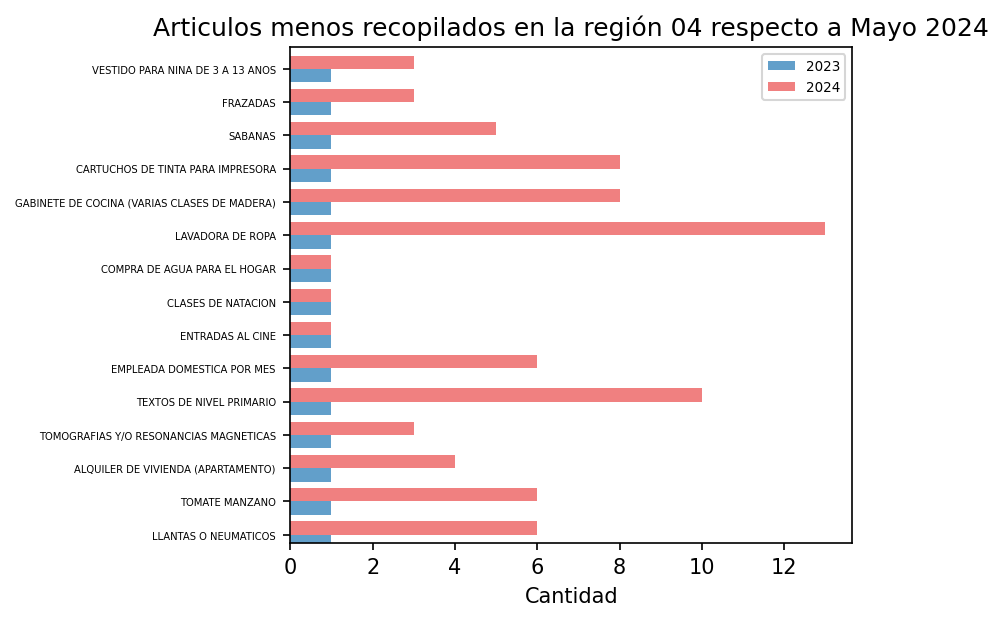 Articulos menos recopilados en la región 04 respecto a Mayo 2024
2023
2024
VESTIDO PARA NINA DE 3 A 13 ANOS
FRAZADAS
SABANAS
CARTUCHOS DE TINTA PARA IMPRESORA
GABINETE DE COCINA (VARIAS CLASES DE MADERA)
LAVADORA DE ROPA
COMPRA DE AGUA PARA EL HOGAR
CLASES DE NATACION
ENTRADAS AL CINE
EMPLEADA DOMESTICA POR MES
TEXTOS DE NIVEL PRIMARIO
TOMOGRAFIAS Y/O RESONANCIAS MAGNETICAS
ALQUILER DE VIVIENDA (APARTAMENTO)
TOMATE MANZANO
LLANTAS O NEUMATICOS
0 2 4 6 8 10 12
Cantidad